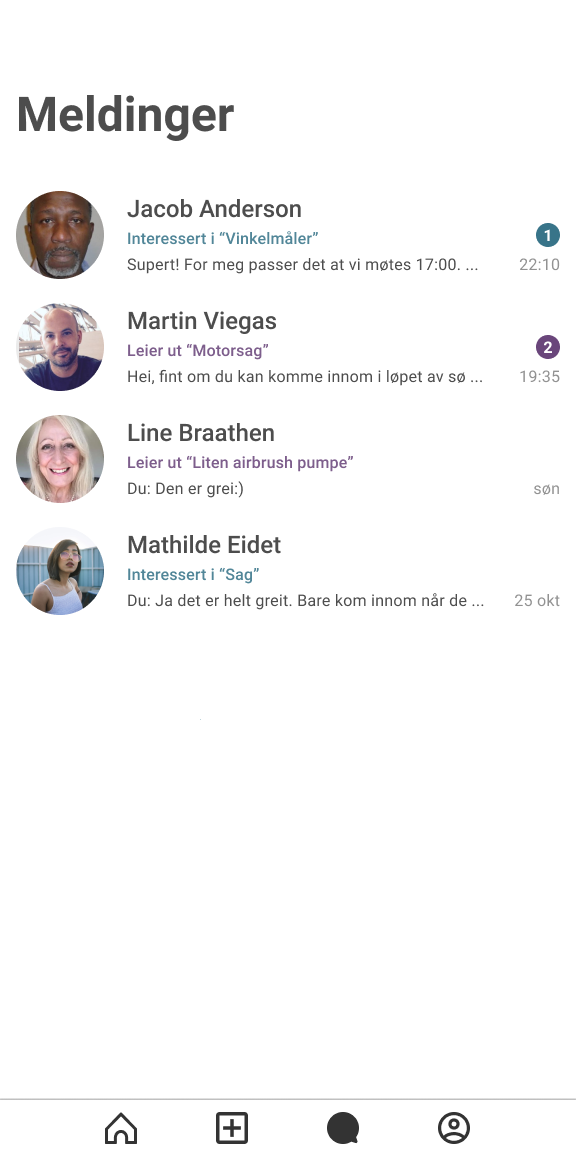 Meldinger
Jacob Anderson
Interessert i “Vinkelmåler”
1
Supert! For meg passer det at vi møtes 17:00. ...
22:10
Martin Viegas
Leier ut “Motorsag”
2
Hei, fint om du kan komme innom i løpet av sø ...
19:35
Line Braathen
Leier ut “Liten airbrush pumpe”
Du: Den er grei:)
søn
Mathilde Eidet
Interessert i “Sag”
Du: Ja det er helt greit. Bare kom innom når de ...
25 okt